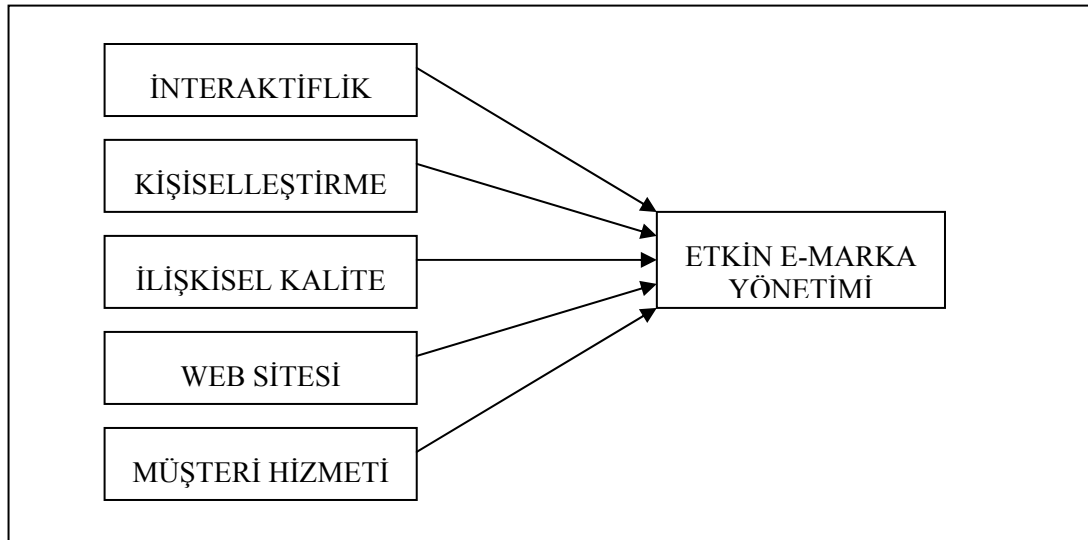 İNTERAKTİFLİK
KİŞİSELLEŞTİRME
İLİŞKİSEL KALİTE
WEB SİTESİ
MÜŞTERİ HİZMETİ
ETKİN E-MARKA
YÖNETİMİ